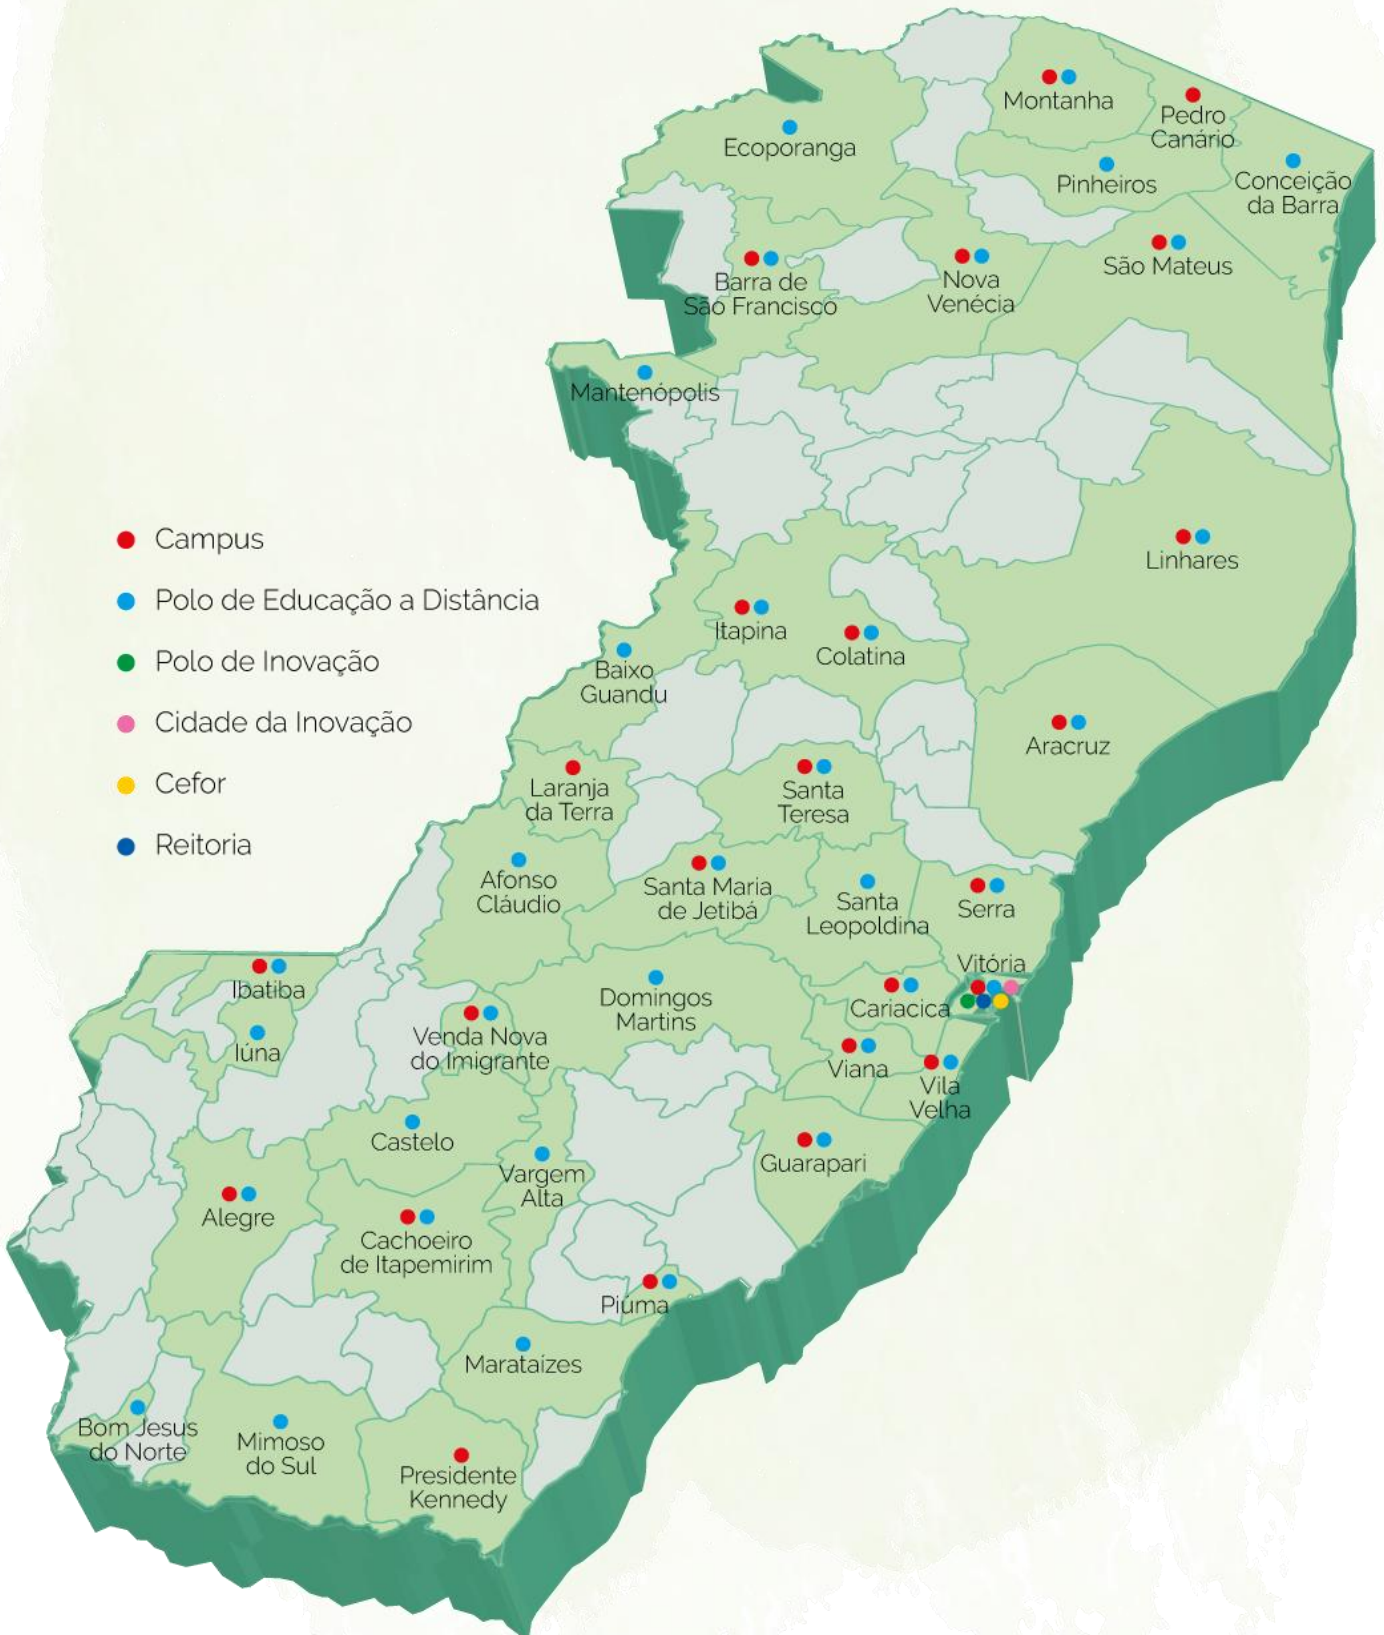 Montanha
Pedro
Canário
Ecoporanga
Pinheiros
Conceição
da Barra
São Mateus
Barra de
São Francisco
Nova
Venécia
Mantenópolis
Campus
Polo de Educação a Distância
Polo de Inovação
Cidade da Inovação
Cefor
Reitoria
Linhares
Itapina
Colatina
Baixo
Guandu
Aracruz
Laranja
da Terra
Santa
Teresa
Afonso
Cláudio
Santa Maria
de Jetibá
Santa
Leopoldina
Serra
Vitória
Ibatiba
Iúna
Venda Nova
do Imigrante
Domingos
Martins
Cariacica
Viana
Vila
Velha
Castelo
Vargem
Alta
Guarapari
Alegre
Cachoeiro
de Itapemirim
Piúma
Marataízes
Bom Jesus
do Norte
Mimoso
do Sul
Presidente
Kennedy